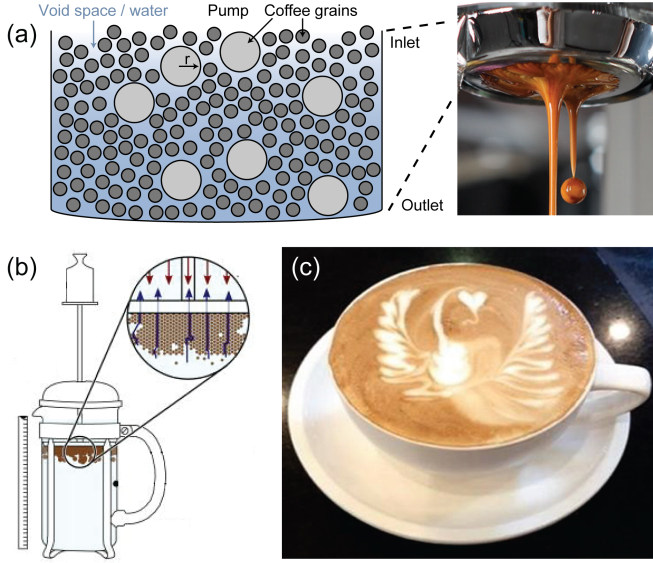 (a)
Void space / water
Pump
Coffee grains
r
Inlet
Outlet
(b)
(c)